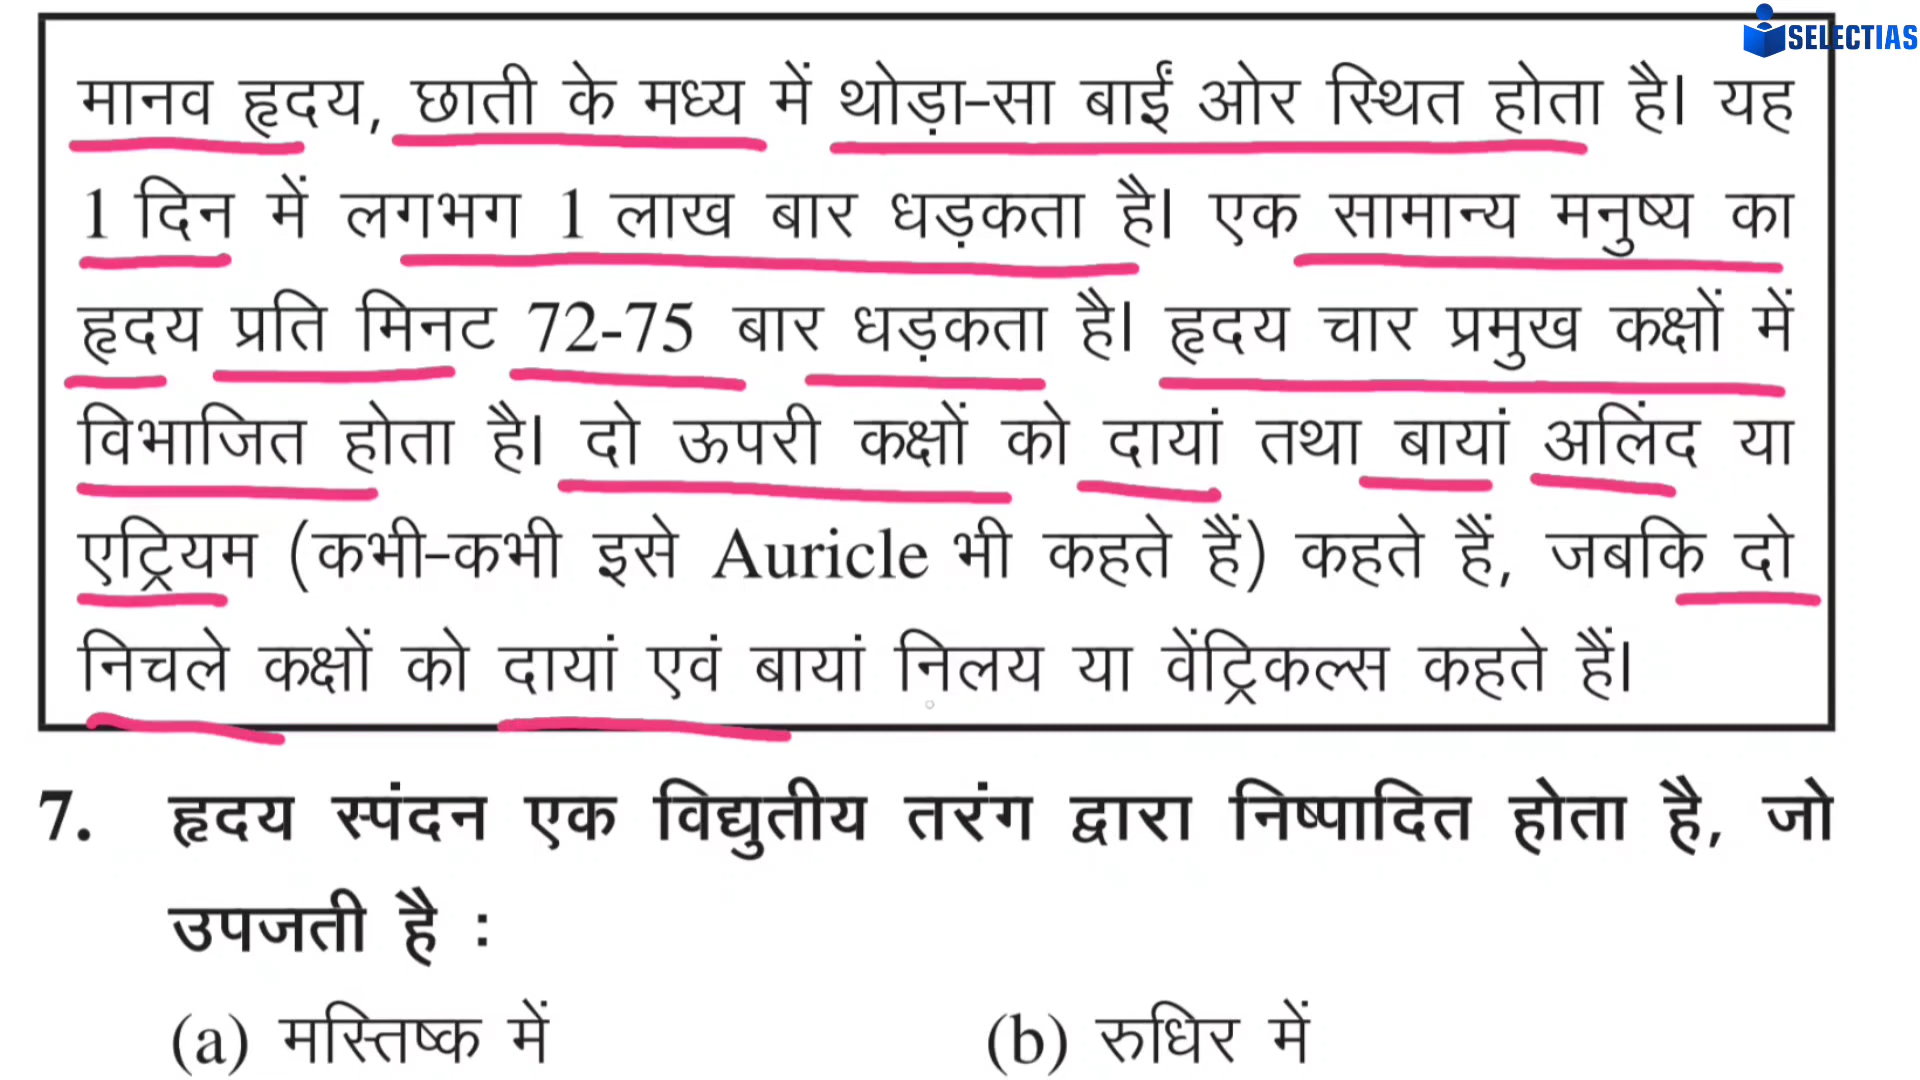 SELECTIAS
मानव हृदय, छाती के मध्य में थोड़ा-सा बाईं ओर स्थित होता है। यह
1 दिन में लगभग 1 लाख बार धड़कता है। एक सामान्य मनुष्य का
हृदय प्रति मिनट 72-75 बार धड़कता है। हृदय चार प्रमुख कक्षों में
विभाजित होता है। दो ऊपरी कक्षों को दायां तथा बायां अलिंद या
एट्रियम (कभी-कभी इसे Auricle भी कहते हैं) कहते हैं, जबकि दो
निचले कक्षों को दायां एवं बायां निलय या वेंट्रिकल्स कहते हैं।
7. हृदय स्पंदन एक विद्युतीय तरंग द्वारा निष्पादित होता है, जो
उपजती है :
(a) मस्तिष्क में (b) रुधिर में